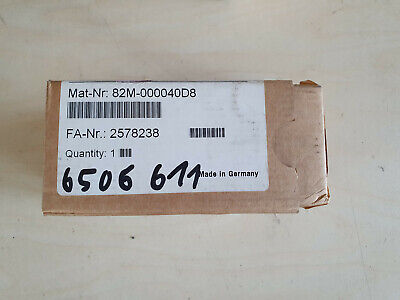 Mat-Nr: 82M-000040D8
FA-Nr.: 2578238
Quantity: 1
6506 611
Made in Germany